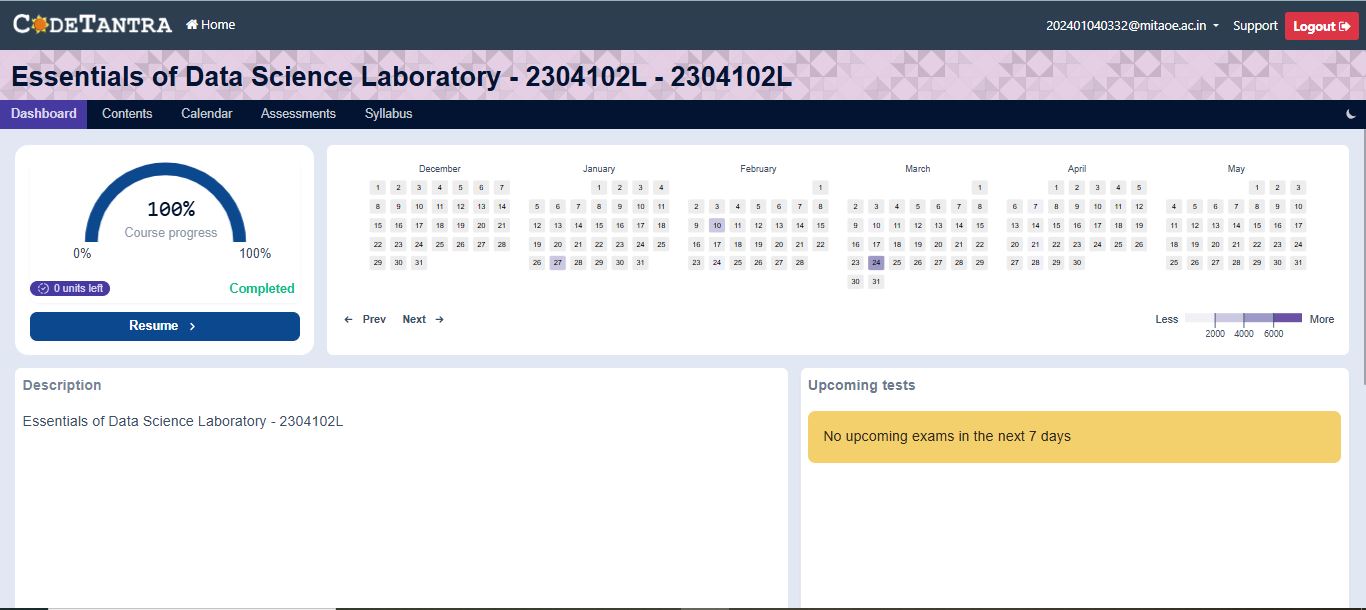 CODETANTRA Home 202401040332@mitaoe.ac.in Support Logout
Essentials of Data Science Laboratory - 2304102L - 2304102L
Dashboard Contents Calendar Assessments Syllabus
100%
Course progress
0% 100%
0 units left Completed
Resume
December
1 2 3 4 5 6 7
8 9 10 11 12 13 14
15 16 17 18 19 20 21
22 23 24 25 26 27 28
29 30 31
January
1 2 3 4
5 6 7 8 9 10 11
12 13 14 15 16 17 18
19 20 21 22 23 24 25
26 27 28 29 30 31
February
1
2 3 4 5 6 7 8
9 10 11 12 13 14 15
16 17 18 19 20 21 22
23 24 25 26 27 28
March
1
2 3 4 5 6 7 8
9 10 11 12 13 14 15
16 17 18 19 20 21 22
23 24 25 26 27 28 29
30 31
April
1 2 3 4 5
6 7 8 9 10 11 12
13 14 15 16 17 18 19
20 21 22 23 24 25 26
27 28 29 30
May
1 2 3
4 5 6 7 8 9 10
11 12 13 14 15 16 17
18 19 20 21 22 23 24
25 26 27 28 29 30 31
Prev Next
Less More
2000 4000 6000
Description
Essentials of Data Science Laboratory - 2304102L
Upcoming tests
No upcoming exams in the next 7 days